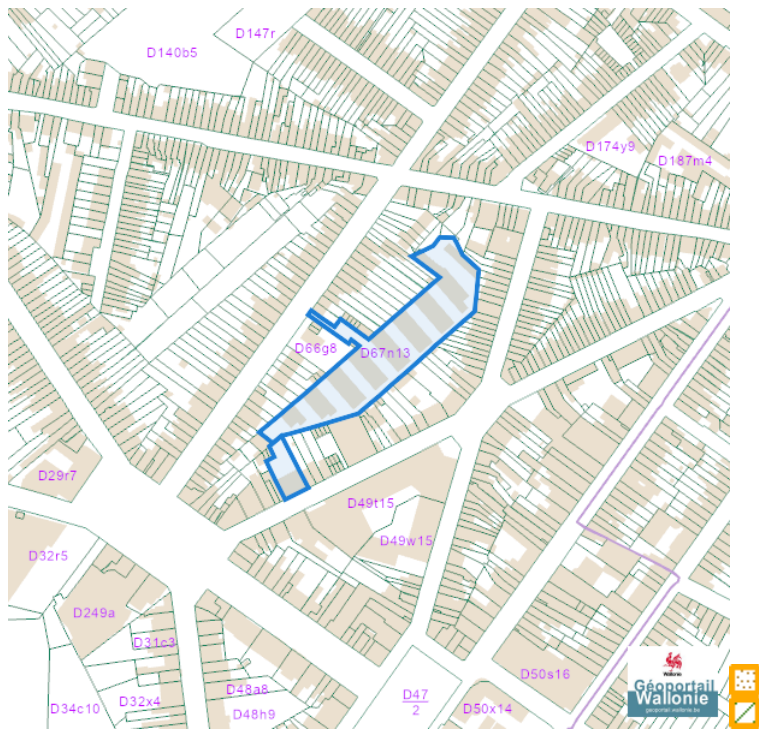 D147r
D140b5
D174y9
D187m4
D66g8
D67n13
D29r7
D49t15
D49w15
D32r5
D249a
D31c3
D50s16
D48a8
D32x4
D47
2
D34c10
D48h9
D50x14
Wallonie
Géoportail
Wallonie
geoportail.wallonie.be